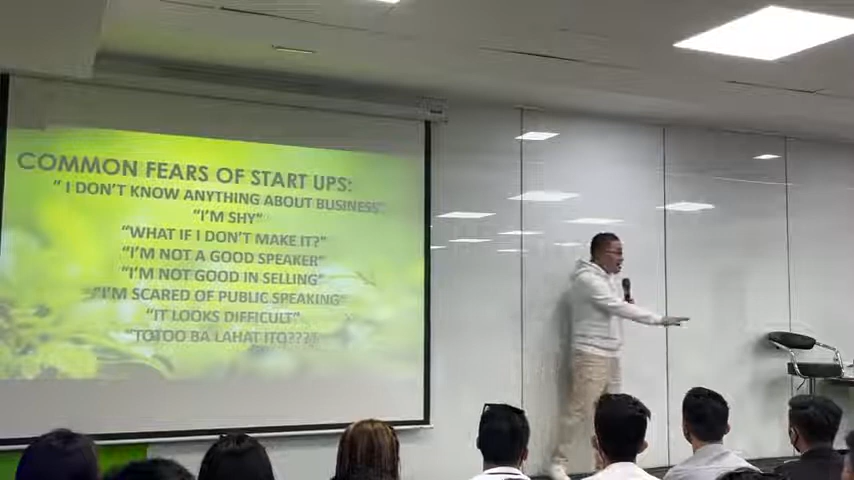 COMMON FEARS OF START UPS:
" I DON'T KNOW ANYTHING ABOUT BUSINESS"
"I'M SHY"
"WHAT IF I DON'T MAKE IT?"
"I'M NOT A GOOD SPEAKER"
"I'M NOT GOOD IN SELLING"
"I'M SCARED OF PUBLIC SPEAKING"
"IT LOOKS DIFFICULT"
"TOTOO BA LAHAT ITO????"